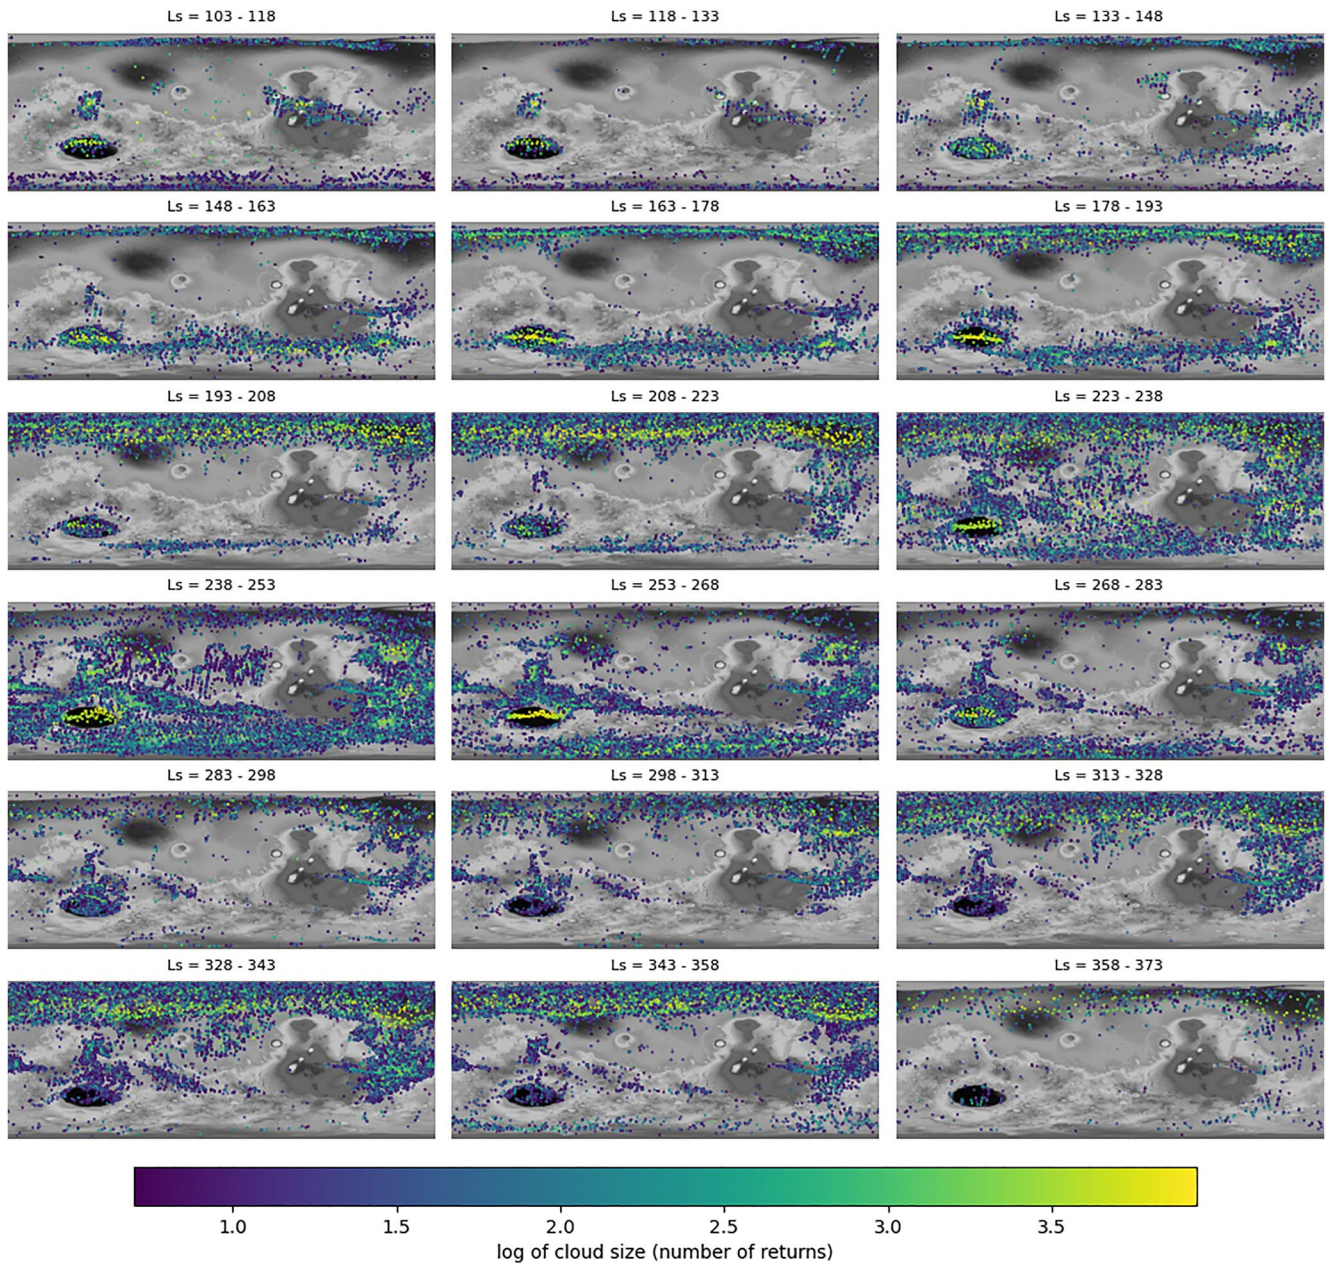 Ls = 103 - 118
Ls = 118 - 133
Ls = 133 - 148
Ls = 148 - 163
Ls = 163 - 178
Ls = 178 - 193
Ls = 193 - 208
Ls = 208 - 223
Ls = 223 - 238
Ls = 238 - 253
Ls = 253 - 268
Ls = 268 - 283
Ls = 283 - 298
Ls = 298 - 313
Ls = 313 - 328
Ls = 328 - 343
Ls = 343 - 358
Ls = 358 - 373
1.0 1.5 2.0 2.5 3.0 3.5
log of cloud size (number of returns)